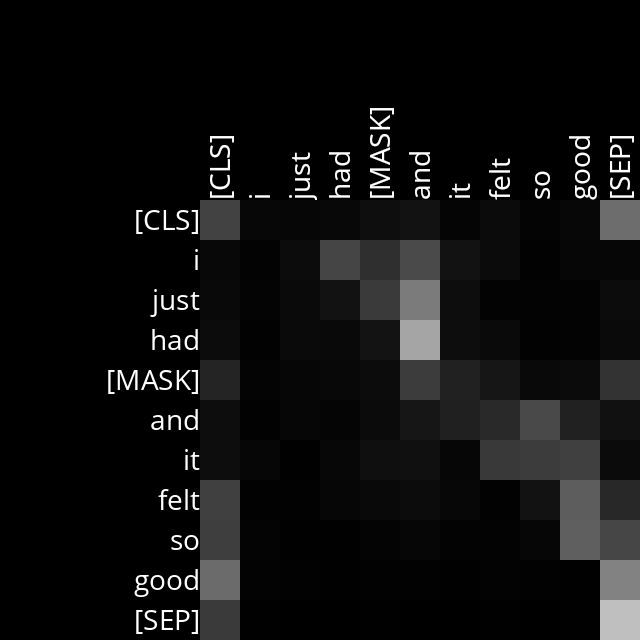 [CLS] i just had [MASK] and it felt so good [SEP]
[CLS]
i
just
had
[MASK]
and
it
felt
so
good
[SEP]